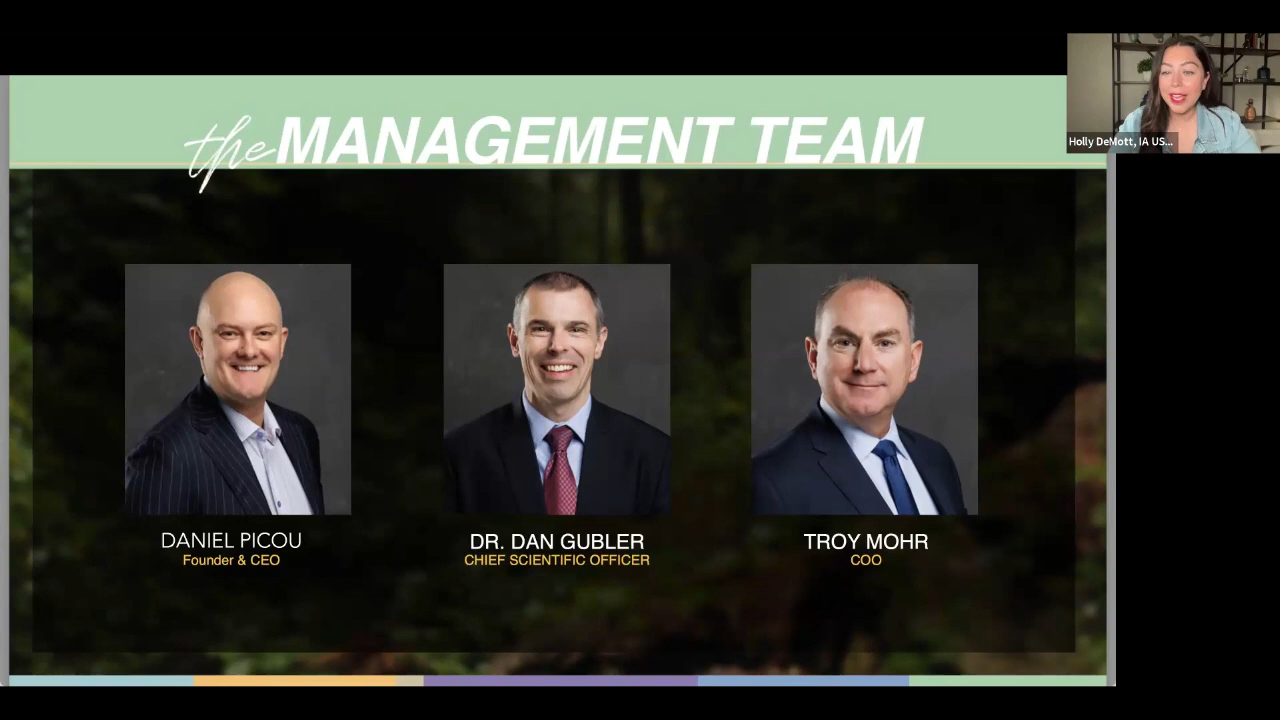 the MANAGEMENT TEAM
Holly DeMott, IA US...
DANIEL PICOU
Founder & CEO
DR. DAN GUBLER
CHIEF SCIENTIFIC OFFICER
TROY MOHR
COO